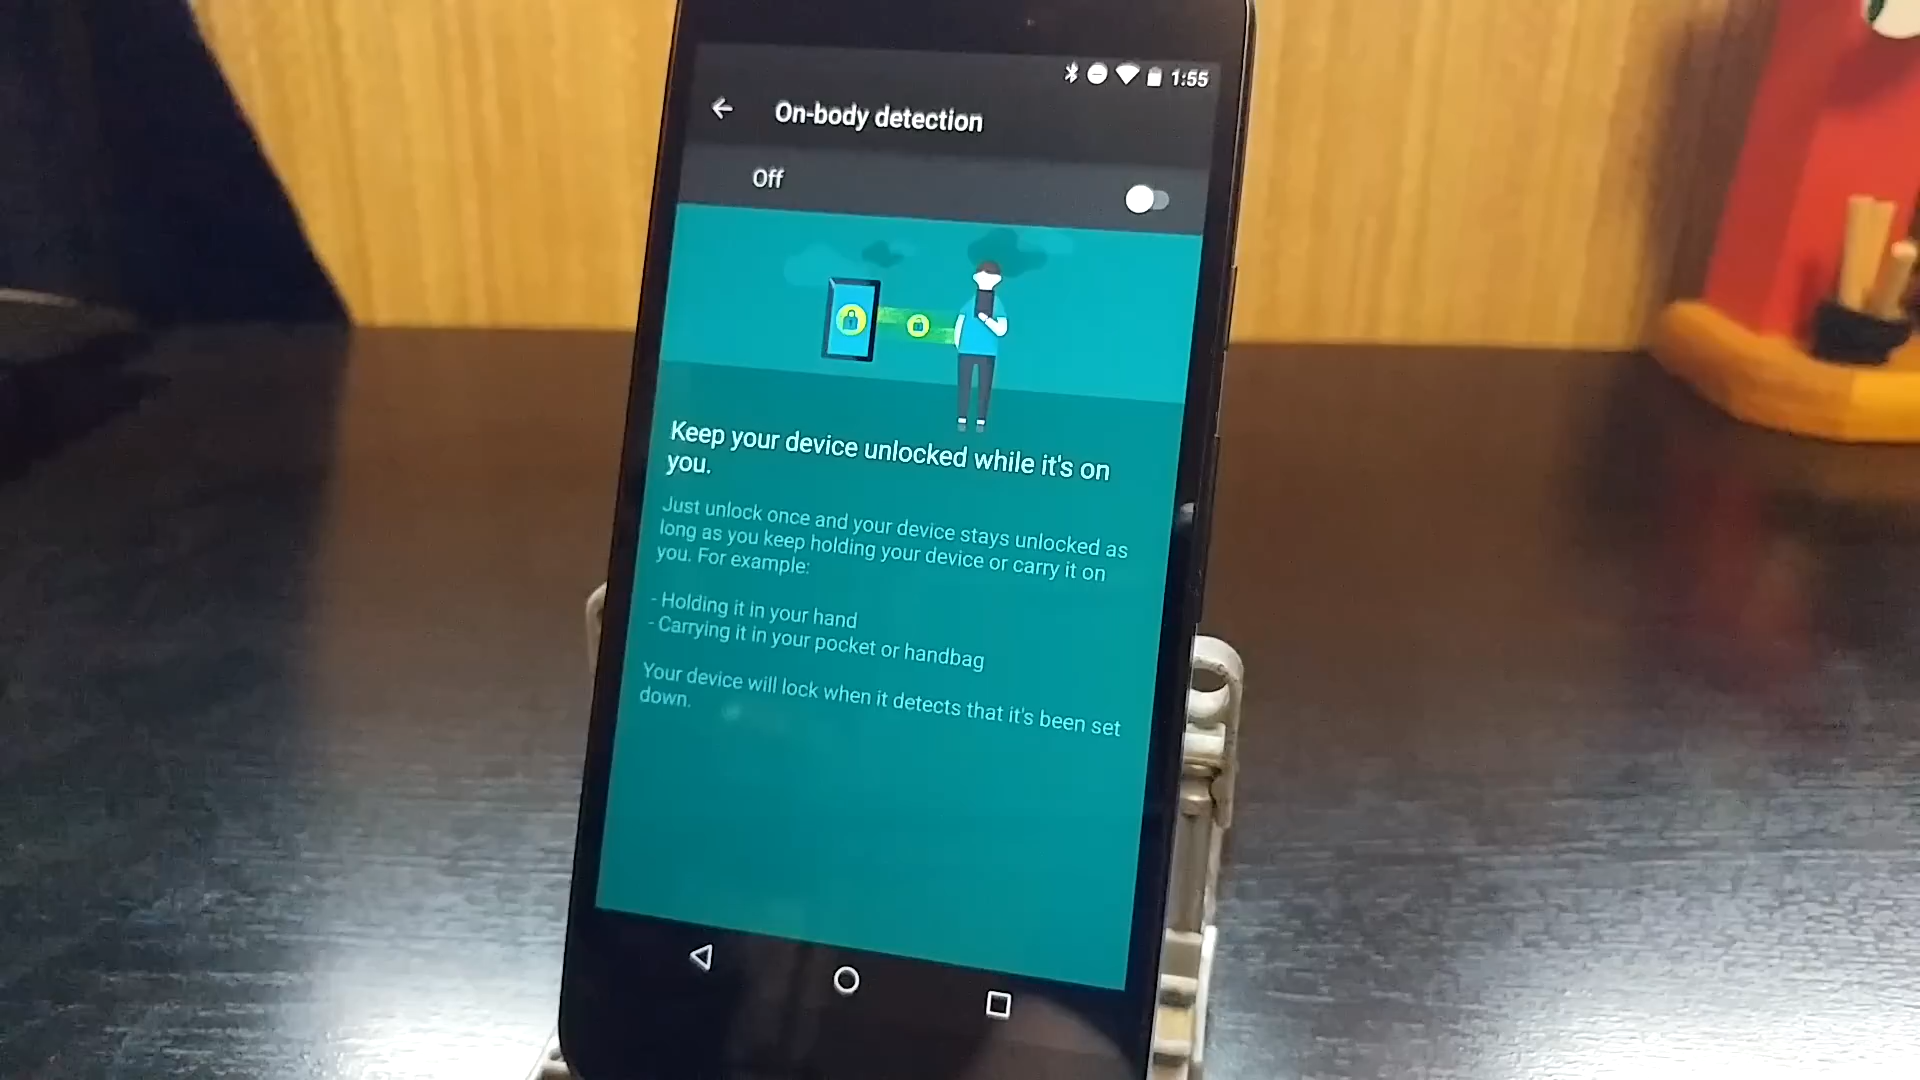 1:55
On-body detection
Off
Keep your device unlocked while it's on
you.
Just unlock once and your device stays unlocked as
long as you keep holding your device or carry it on
you. For example:
- Holding it in your hand
- Carrying it in your pocket or handbag
Your device will lock when it detects that it's been set
down.